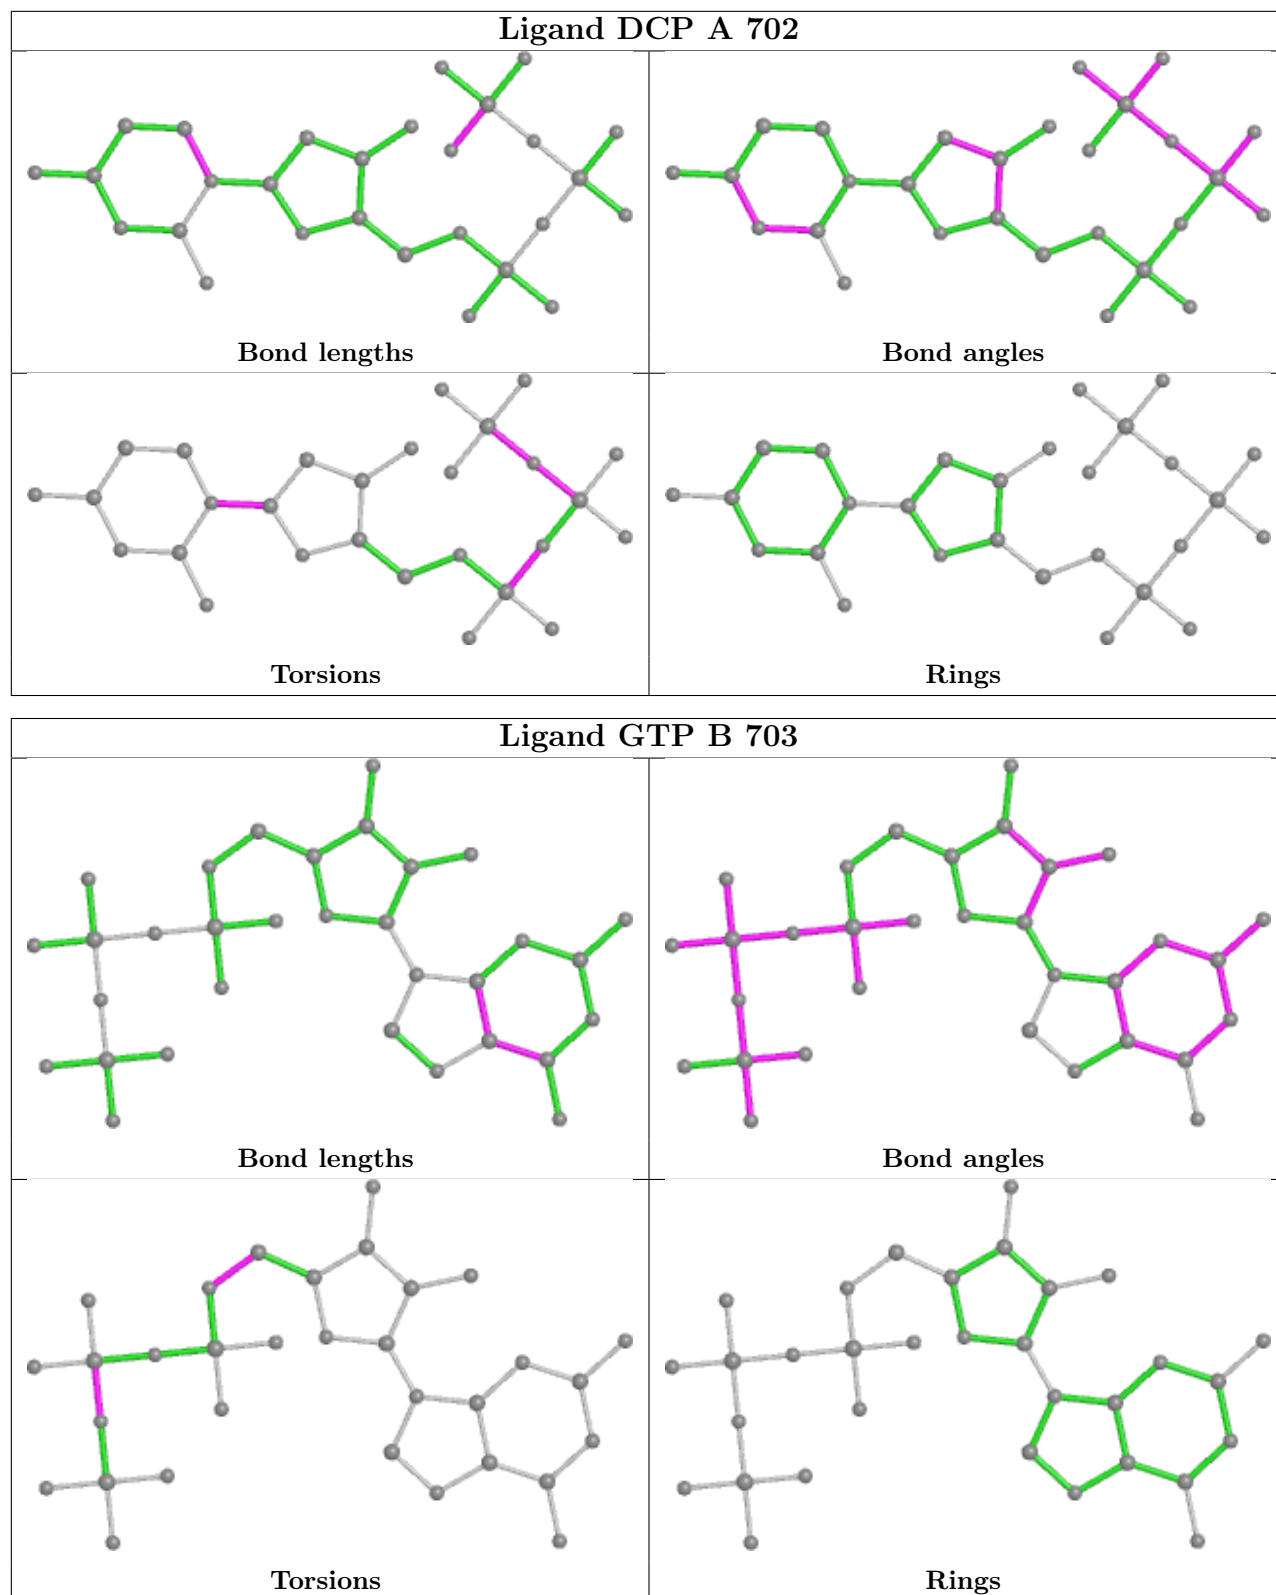 Ligand DCP A 702
Bond lengths
Bond angles
Torsions
Rings
Ligand GTP B 703
Bond lengths
Bond angles
Torsions
Rings